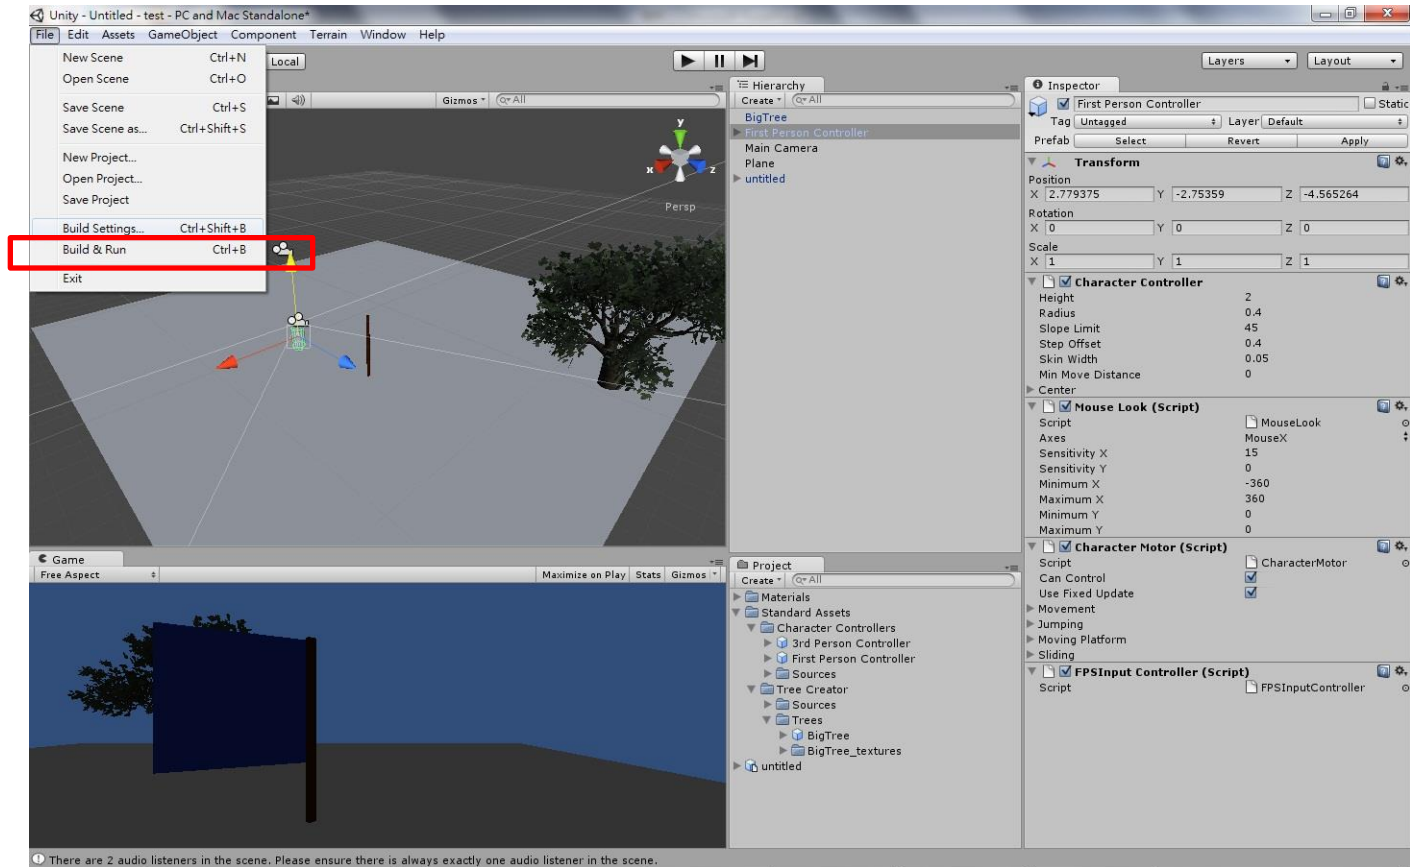 Unity - Untitled - test - PC and Mac Standalone*
File Edit Assets GameObject Component Terrain Window Help
New Scene Ctrl+N
Open Scene Ctrl+O
Save Scene Ctrl+S
Save Scene as... Ctrl+Shift+S
New Project...
Open Project...
Save Project
Build Settings... Ctrl+Shift+B
Build & Run Ctrl+B
Exit
Local
Layers Layout
Gizmos All
y
x z
Persp
Hierarchy
Create All
BigTree
First Person Controller
Main Camera
Plane
untitled
Inspector
First Person Controller Static
Tag Untagged Layer Default
Prefab Select Revert Apply
Transform
Position
X 2.779375 Y -2.75359 Z -4.565264
Rotation
X 0 Y 0 Z 0
Scale
X 1 Y 1 Z 1
Character Controller
Height 2
Radius 0.4
Slope Limit 45
Step Offset 0.4
Skin Width 0.05
Min Move Distance 0
Center
Mouse Look (Script)
Script MouseLook
Axes MouseX
Sensitivity X 15
Sensitivity Y 0
Minimum X -360
Maximum X 360
Minimum Y 0
Maximum Y 0
Character Motor (Script)
Script CharacterMotor
Can Control
Use Fixed Update
Movement
Jumping
Moving Platform
Sliding
FPSInput Controller (Script)
Script FPSInputController
Game
Free Aspect Maximize on Play Stats Gizmos
Project
Create All
Materials
Standard Assets
Character Controllers
3rd Person Controller
First Person Controller
Sources
Tree Creator
Sources
Trees
BigTree
BigTree_textures
untitled
There are 2 audio listeners in the scene. Please ensure there is always exactly one audio listener in the scene.